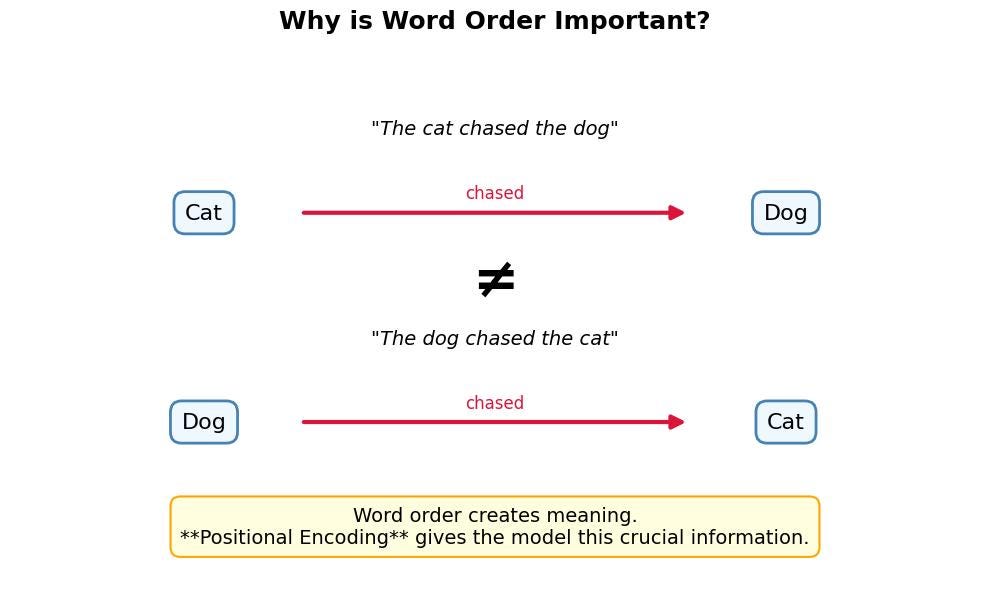 Why is Word Order Important?
"The cat chased the dog"
chased
Cat
Dog
≠
"The dog chased the cat"
chased
Dog
Cat
Word order creates meaning.
**Positional Encoding** gives the model this crucial information.